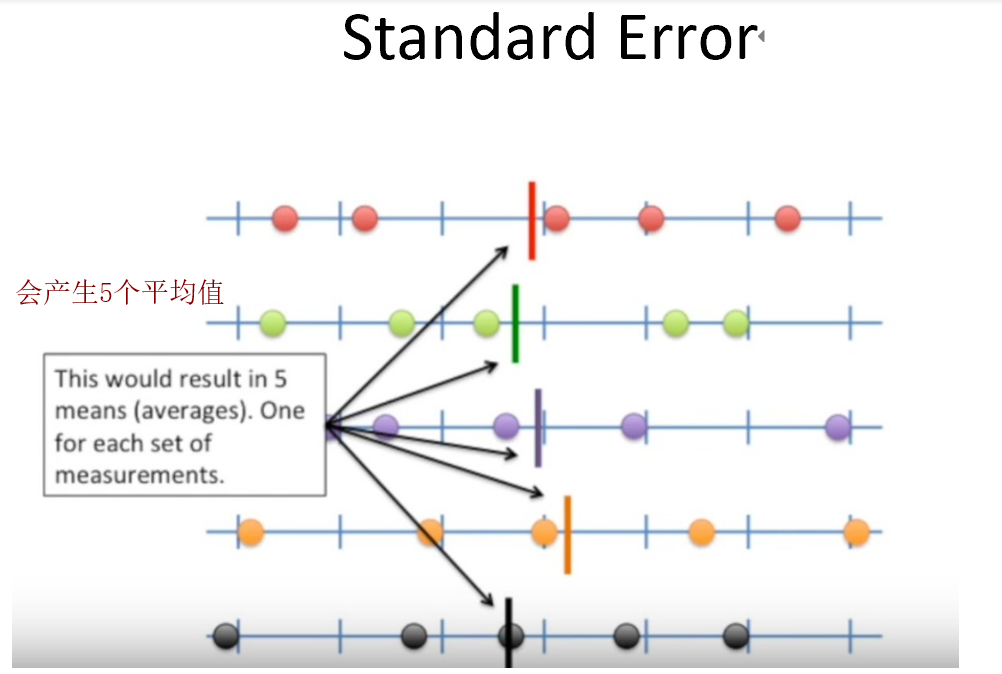 Standard Error
会产生5个平均值
This would result in 5
means (averages). One
for each set of
measurements.